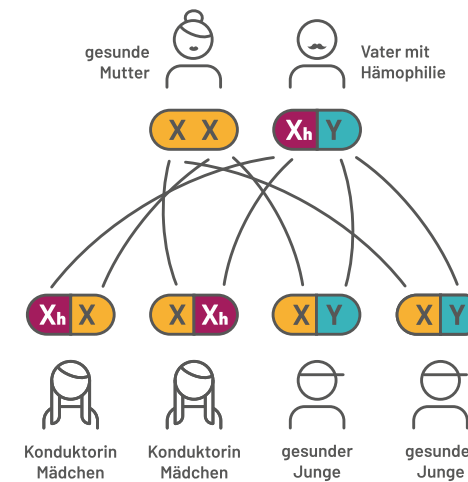 gesunde
Mutter
Vater mit
Hämophilie
X X
Xh Y
Xh X
X Xh
X Y
X Y
Konduktorin
Mädchen
Konduktorin
Mädchen
gesunder
Junge
gesunde
Junge